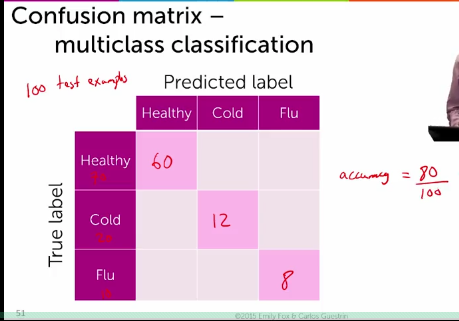 Confusion matrix –
multiclass classification
100 test examples
Predicted label
Healthy Cold Flu
True label
Healthy 60
Cold 12
Flu 8
accuracy = 80
100
51
©2015 Emily Fox & Carlos Guestrin